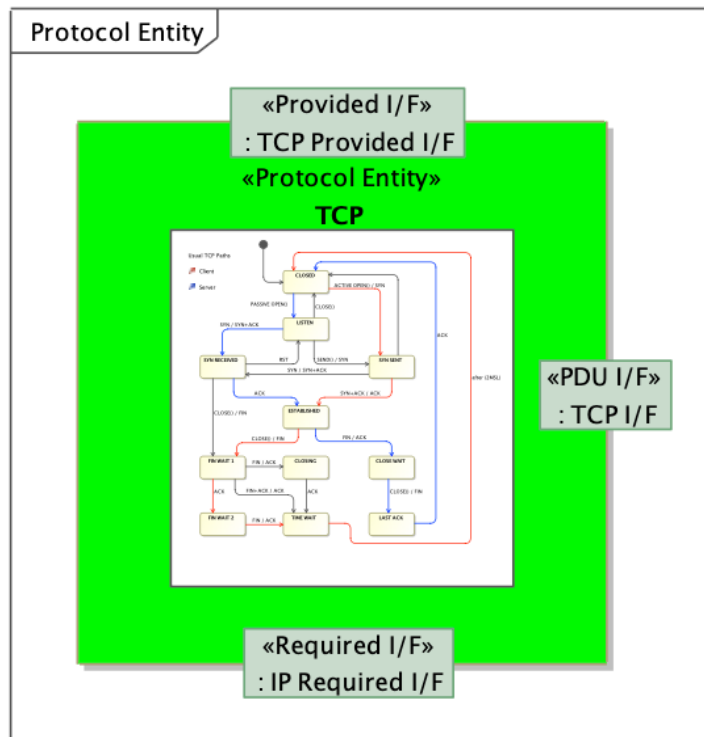 Protocol Entity
«Provided I/F»
: TCP Provided I/F
«Protocol Entity»
TCP
Usual TCP Paths
Client
Server
CLOSED
ACTIVE OPEN() / SYN
PASSIVE OPEN()
CLOSE()
LISTEN
SYN / SYN+ACK
ACK
SYN RECEIVED
RST
SEND() / SYN
SYN SENT
SYN / SYN+ACK
after (2MSL)
ACK
SYN+ACK / ACK
ESTABLISHED
CLOSE() / FIN
CLOSE() / FIN
FIN / ACK
FIN WAIT 1
FIN / ACK
CLOSING
CLOSE WAIT
ACK
FIN+ACK / ACK
ACK
CLOSE() / FIN
FIN WAIT 2
FIN / ACK
TIME WAIT
LAST ACK
«PDU I/F»
: TCP I/F
«Required I/F»
: IP Required I/F